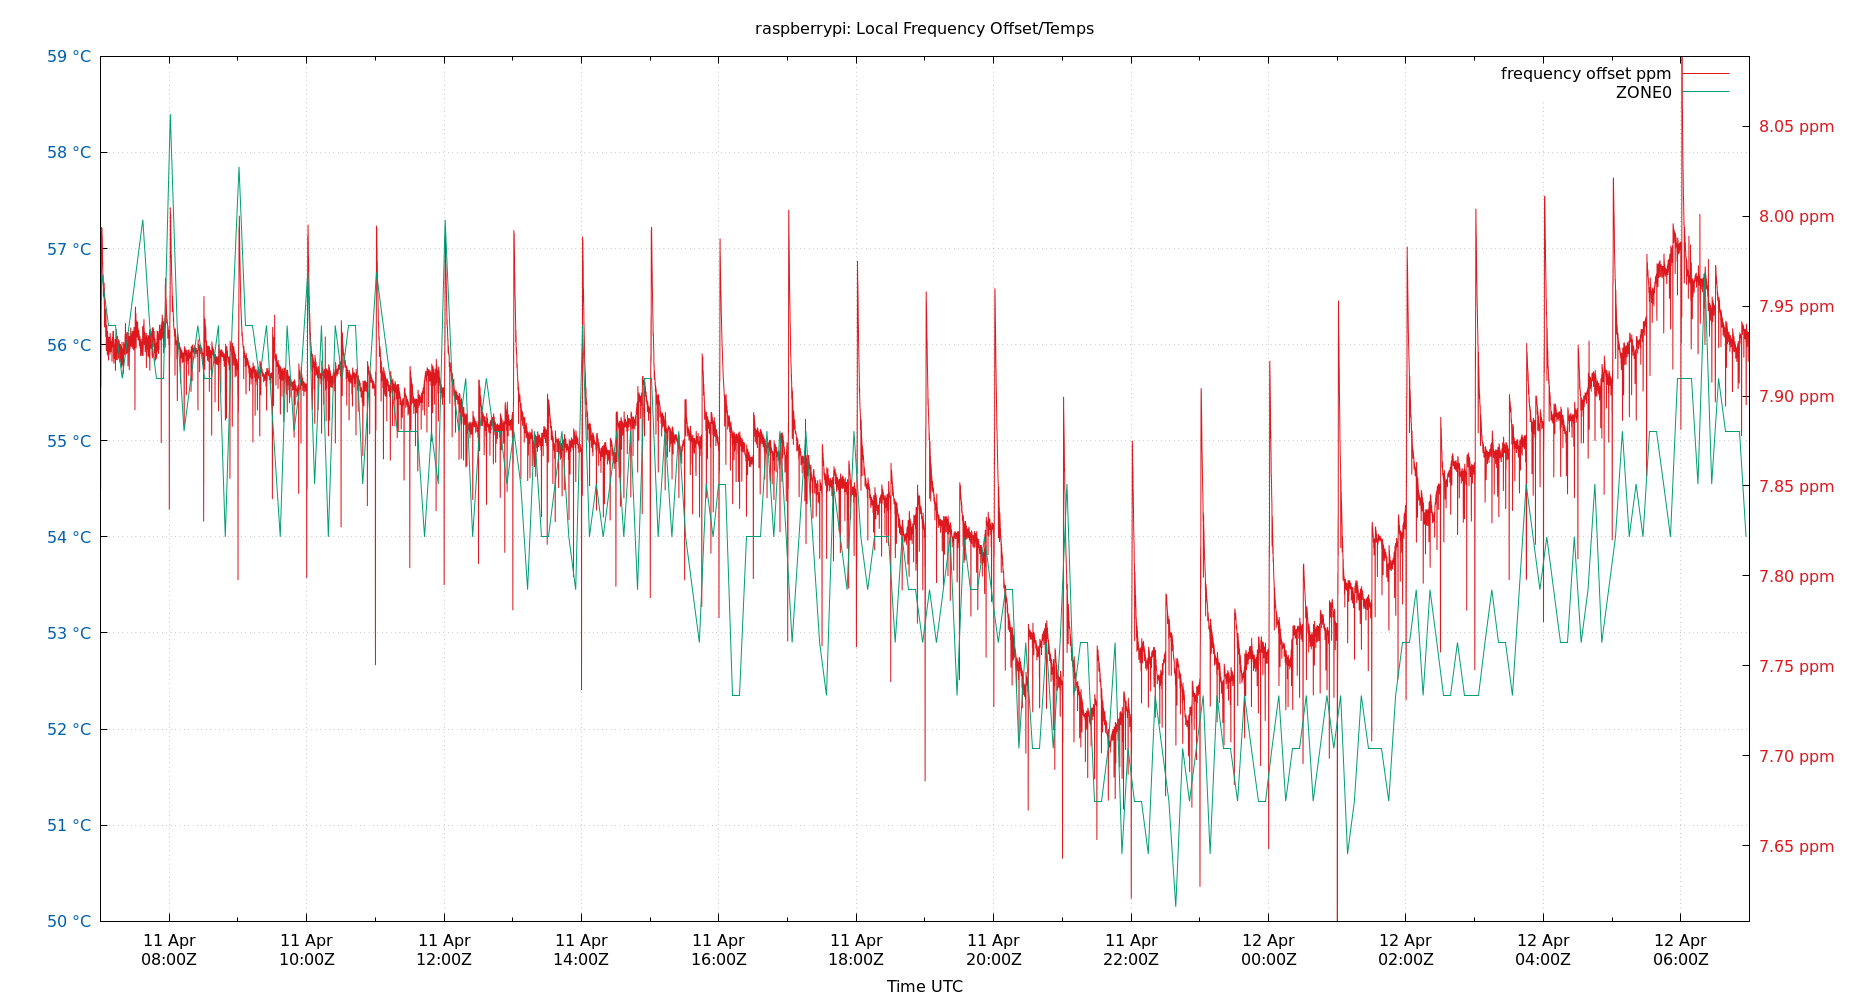 raspberrypi: Local Frequency Offset/Temps
59 °C
58 °C
57 °C
56 °C
55 °C
54 °C
53 °C
52 °C
51 °C
50 °C
frequency offset ppm
ZONE0
8.05 ppm
8.00 ppm
7.95 ppm
7.90 ppm
7.85 ppm
7.80 ppm
7.75 ppm
7.70 ppm
7.65 ppm
11 Apr
08:00Z
11 Apr
10:00Z
11 Apr
12:00Z
11 Apr
14:00Z
11 Apr
16:00Z
11 Apr
18:00Z
11 Apr
20:00Z
11 Apr
22:00Z
12 Apr
00:00Z
12 Apr
02:00Z
12 Apr
04:00Z
12 Apr
06:00Z
Time UTC